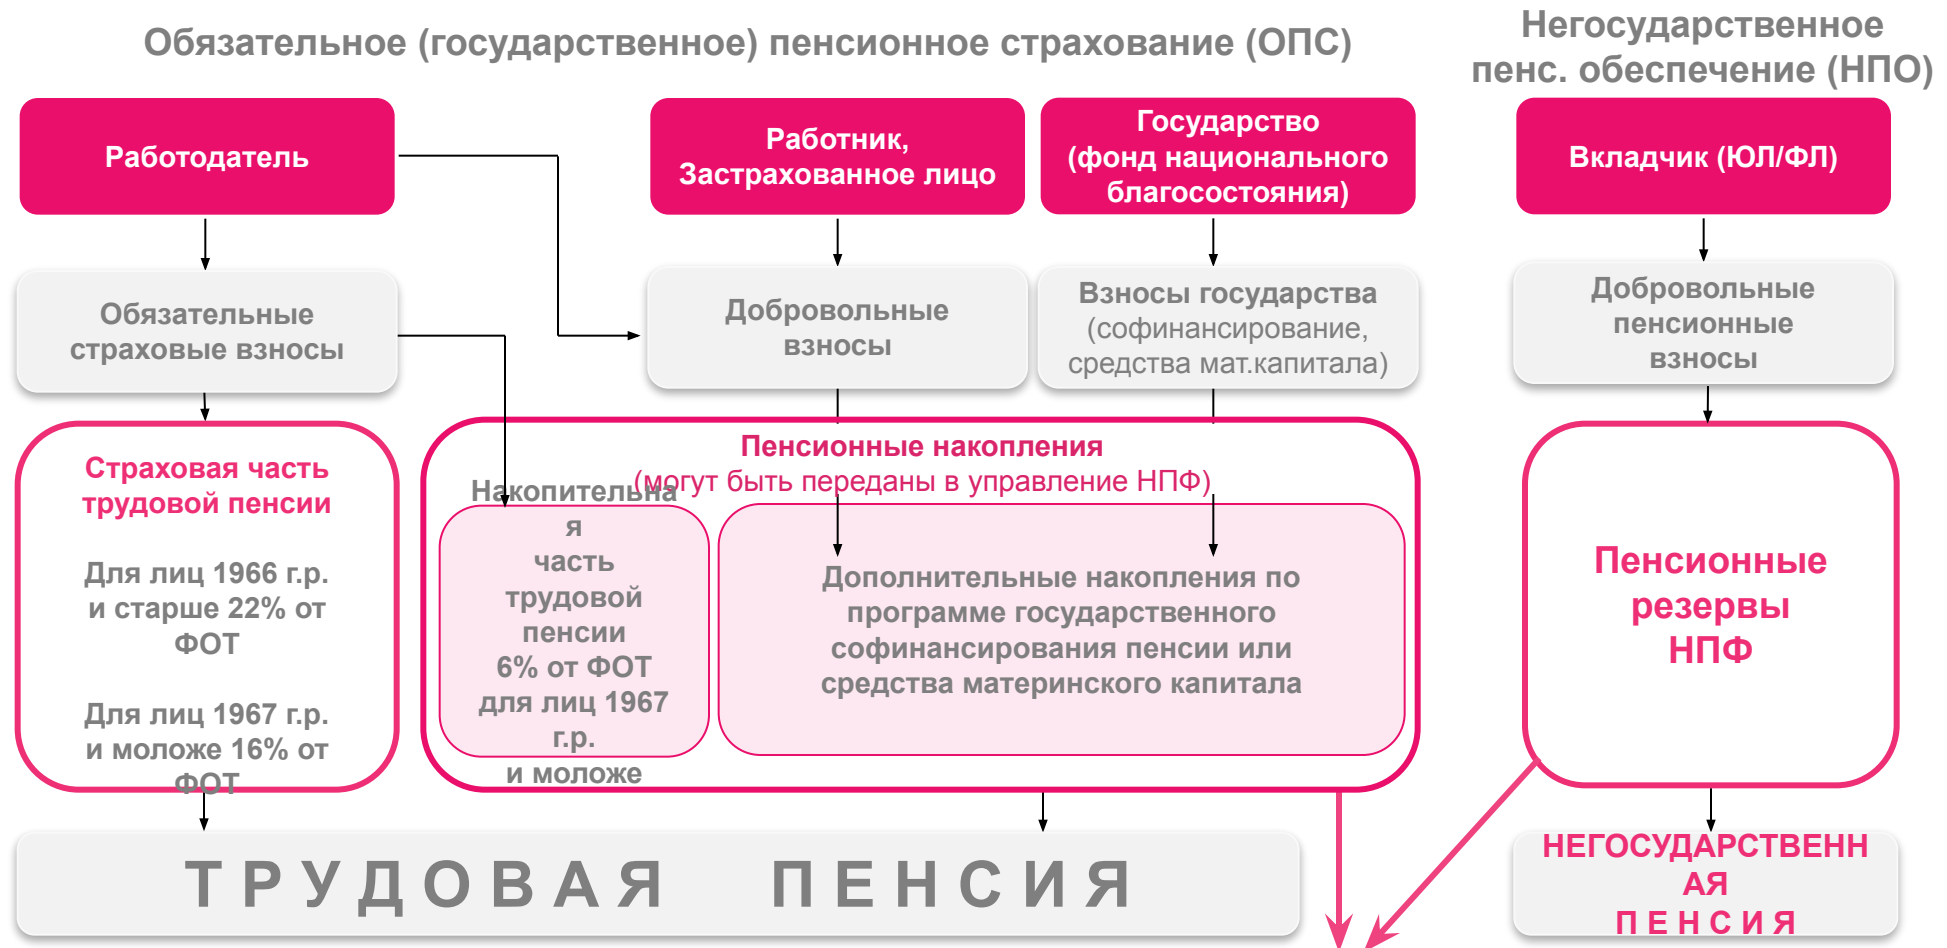 Обязательное (государственное) пенсионное страхование (ОПС)
Негосударственное
пенс. обеспечение (НПО)
Работодатель
Работник,
Застрахованное лицо
Государство
(фонд национального
благосостояния)
Вкладчик (ЮЛ/ФЛ)
Обязательные
страховые взносы
Добровольные
взносы
Взносы государства
(софинансирование,
средства мат.капитала)
Добровольные
пенсионные
взносы
Страховая часть
трудовой пенсии
Для лиц 1966 г.р.
и старше 22% от
ФОТ
Для лиц 1967 г.р.
и моложе 16% от
ФОТ
Пенсионные накопления
(могут быть переданы в управление НПФ)
Накопительна
я
часть
трудовой
пенсии
6% от ФОТ
для лиц 1967
г.р.
и моложе
Дополнительные накопления по
программе государственного
софинансирования пенсии или
средства материнского капитала
Пенсионные
резервы
НПФ
Т Р У Д О В А Я П Е Н С И Я
НЕГОСУДАРСТВЕНН
АЯ
П Е Н С И Я